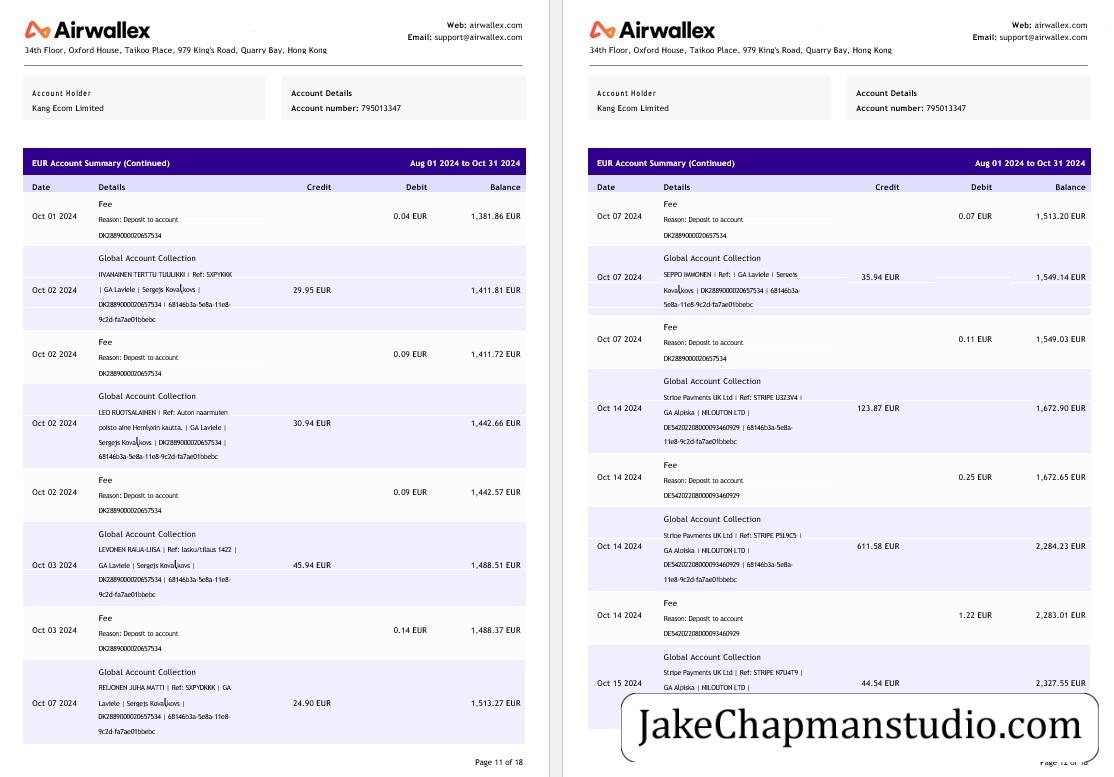 Airwallex
Web: airwallex.com
Email: support@airwallex.com
34th Floor, Oxford House, Taikoo Place, 979 King's Road, Quarry Bay, Hong Kong
Account Holder
Kang Ecom Limited
Account Details
Account number: 795013347
EUR Account Summary (Continued) Aug 01 2024 to Oct 31 2024
Date Details Credit Debit Balance
Fee
Oct 01 2024 Reason: Deposit to account 0.04 EUR 1,381.86 EUR
DK2889000020657534
Global Account Collection
IIVANAINEN TERTTU TUULIKKI | Ref: SXPYKKK
Oct 02 2024 | GA Laviele | Sergejs Kovaļkovs | 29.95 EUR 1,411.81 EUR
DK2889000020657534 | 68146b3a-5e8a-11e8-
9c2d-fa7ae01bbebc
Fee
Oct 02 2024 Reason: Deposit to account 0.09 EUR 1,411.72 EUR
DK2889000020657534
Global Account Collection
LEO RUOTSALAINEN | Ref: Auton naarmuten
Oct 02 2024 poisto aine Hemlyxin kautta. | GA Laviele | 30.94 EUR 1,442.66 EUR
Sergejs Kovaļkovs | DK2889000020657534 |
68146b3a-5e8a-11e8-9c2d-fa7ae01bbebc
Fee
Oct 02 2024 Reason: Deposit to account 0.09 EUR 1,442.57 EUR
DK2889000020657534
Global Account Collection
LEVONEN RAIJA-LIISA | Ref: lasku/tilaus 1422 |
Oct 03 2024 GA Laviele | Sergejs Kovaļkovs | 45.94 EUR 1,488.51 EUR
DK2889000020657534 | 68146b3a-5e8a-11e8-
9c2d-fa7ae01bbebc
Fee
Oct 03 2024 Reason: Deposit to account 0.14 EUR 1,488.37 EUR
DK2889000020657534
Global Account Collection
REIJONEN JUHA MATTI | Ref: SXPYDKKK | GA
Oct 07 2024 Laviele | Sergejs Kovaļkovs | 24.90 EUR 1,513.27 EUR
DK2889000020657534 | 68146b3a-5e8a-11e8-
9c2d-fa7ae01bbebc
Page 11 of 18
Airwallex
Web: airwallex.com
Email: support@airwallex.com
34th Floor, Oxford House, Taikoo Place, 979 King's Road, Quarry Bay, Hong Kong
Account Holder
Kang Ecom Limited
Account Details
Account number: 795013347
EUR Account Summary (Continued) Aug 01 2024 to Oct 31 2024
Date Details Credit Debit Balance
Fee
Oct 07 2024 Reason: Deposit to account 0.07 EUR 1,513.20 EUR
DK2889000020657534
Global Account Collection
Oct 07 2024 SEPPO IMMONEN | Ref: | GA Laviele | Sergejs 35.94 EUR 1,549.14 EUR
Kovaļkovs | DK2889000020657534 | 68146b3a-
5e8a-11e8-9c2d-fa7ae01bbebc
Fee
Oct 07 2024 Reason: Deposit to account 0.11 EUR 1,549.03 EUR
DK2889000020657534
Global Account Collection
Stripe Payments UK Ltd | Ref: STRIPE U3Z3V4 |
Oct 14 2024 GA Alpiska | NILOUTON LTD | 123.87 EUR 1,672.90 EUR
DE54202208000093460929 | 68146b3a-5e8a-
11e8-9c2d-fa7ae01bbebc
Fee
Oct 14 2024 Reason: Deposit to account 0.25 EUR 1,672.65 EUR
DE54202208000093460929
Global Account Collection
Stripe Payments UK Ltd | Ref: STRIPE P5L9C5 |
Oct 14 2024 GA Alpiska | NILOUTON LTD | 611.58 EUR 2,284.23 EUR
DE54202208000093460929 | 68146b3a-5e8a-
11e8-9c2d-fa7ae01bbebc
Fee
Oct 14 2024 Reason: Deposit to account 1.22 EUR 2,283.01 EUR
DE54202208000093460929
Global Account Collection
Stripe Payments UK Ltd | Ref: STRIPE N7U4T9 |
Oct 15 2024 GA Alpiska | NILOUTON LTD | 44.54 EUR 2,327.55 EUR
JakeChapmanstudio.com
Page 12 of 18